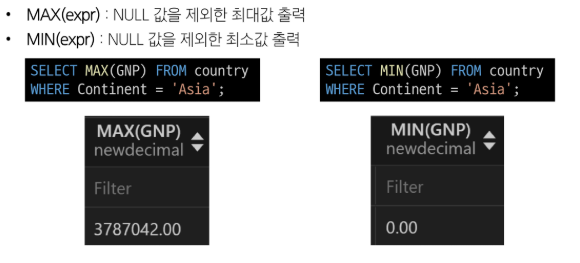 • MAX(expr) : NULL 값을 제외한 최대값 출력
• MIN(expr) : NULL 값을 제외한 최소값 출력
SELECT MAX(GNP) FROM country
WHERE Continent = 'Asia';
MAX(GNP)
newdecimal
Filter
3787042.00
SELECT MIN(GNP) FROM country
WHERE Continent = 'Asia';
MIN(GNP)
newdecimal
Filter
0.00